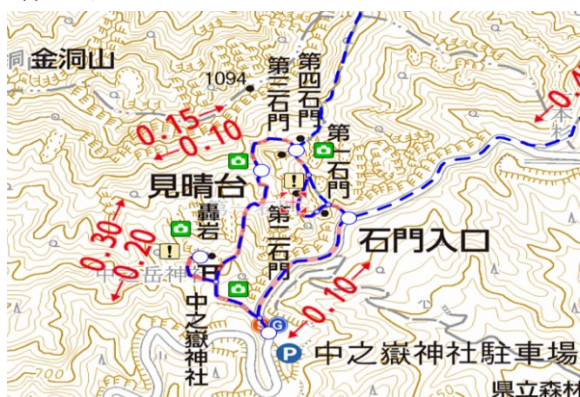 金洞山
1094
第四石門
第三石門
第一石門
0.15
0.10
見晴台
第二石門
石門入口
轟岩
0.30
0.20
中之嶽神社
0.10
G
P
中之嶽神社駐車場
700
県立森林